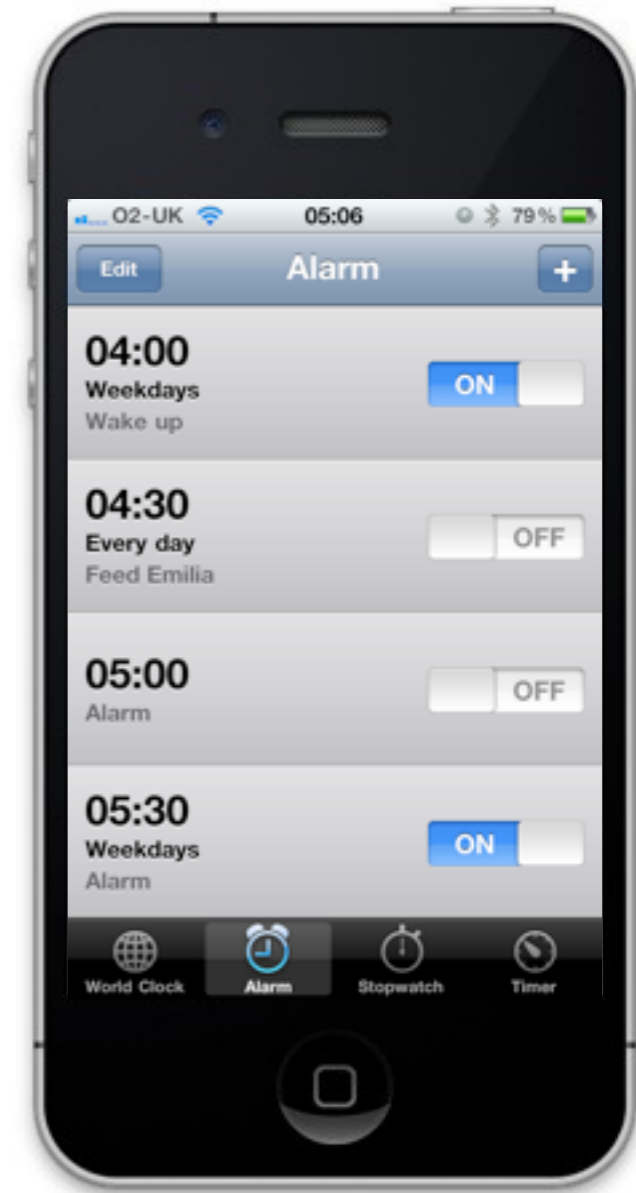 O2-UK 05:06 79%
Edit Alarm +
04:00
Weekdays
Wake up
ON
04:30
Every day
Feed Emilia
OFF
05:00
Alarm
OFF
05:30
Weekdays
Alarm
ON
World Clock Alarm Stopwatch Timer